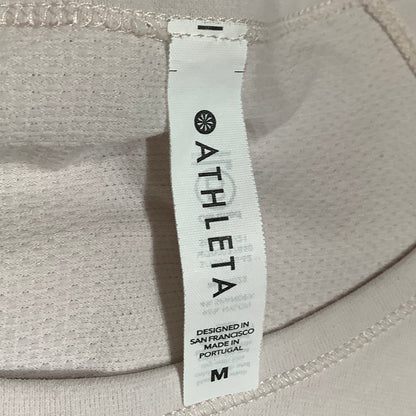 ATHLETA
DESIGNED IN
SAN FRANCISCO
MADE IN
PORTUGAL
M